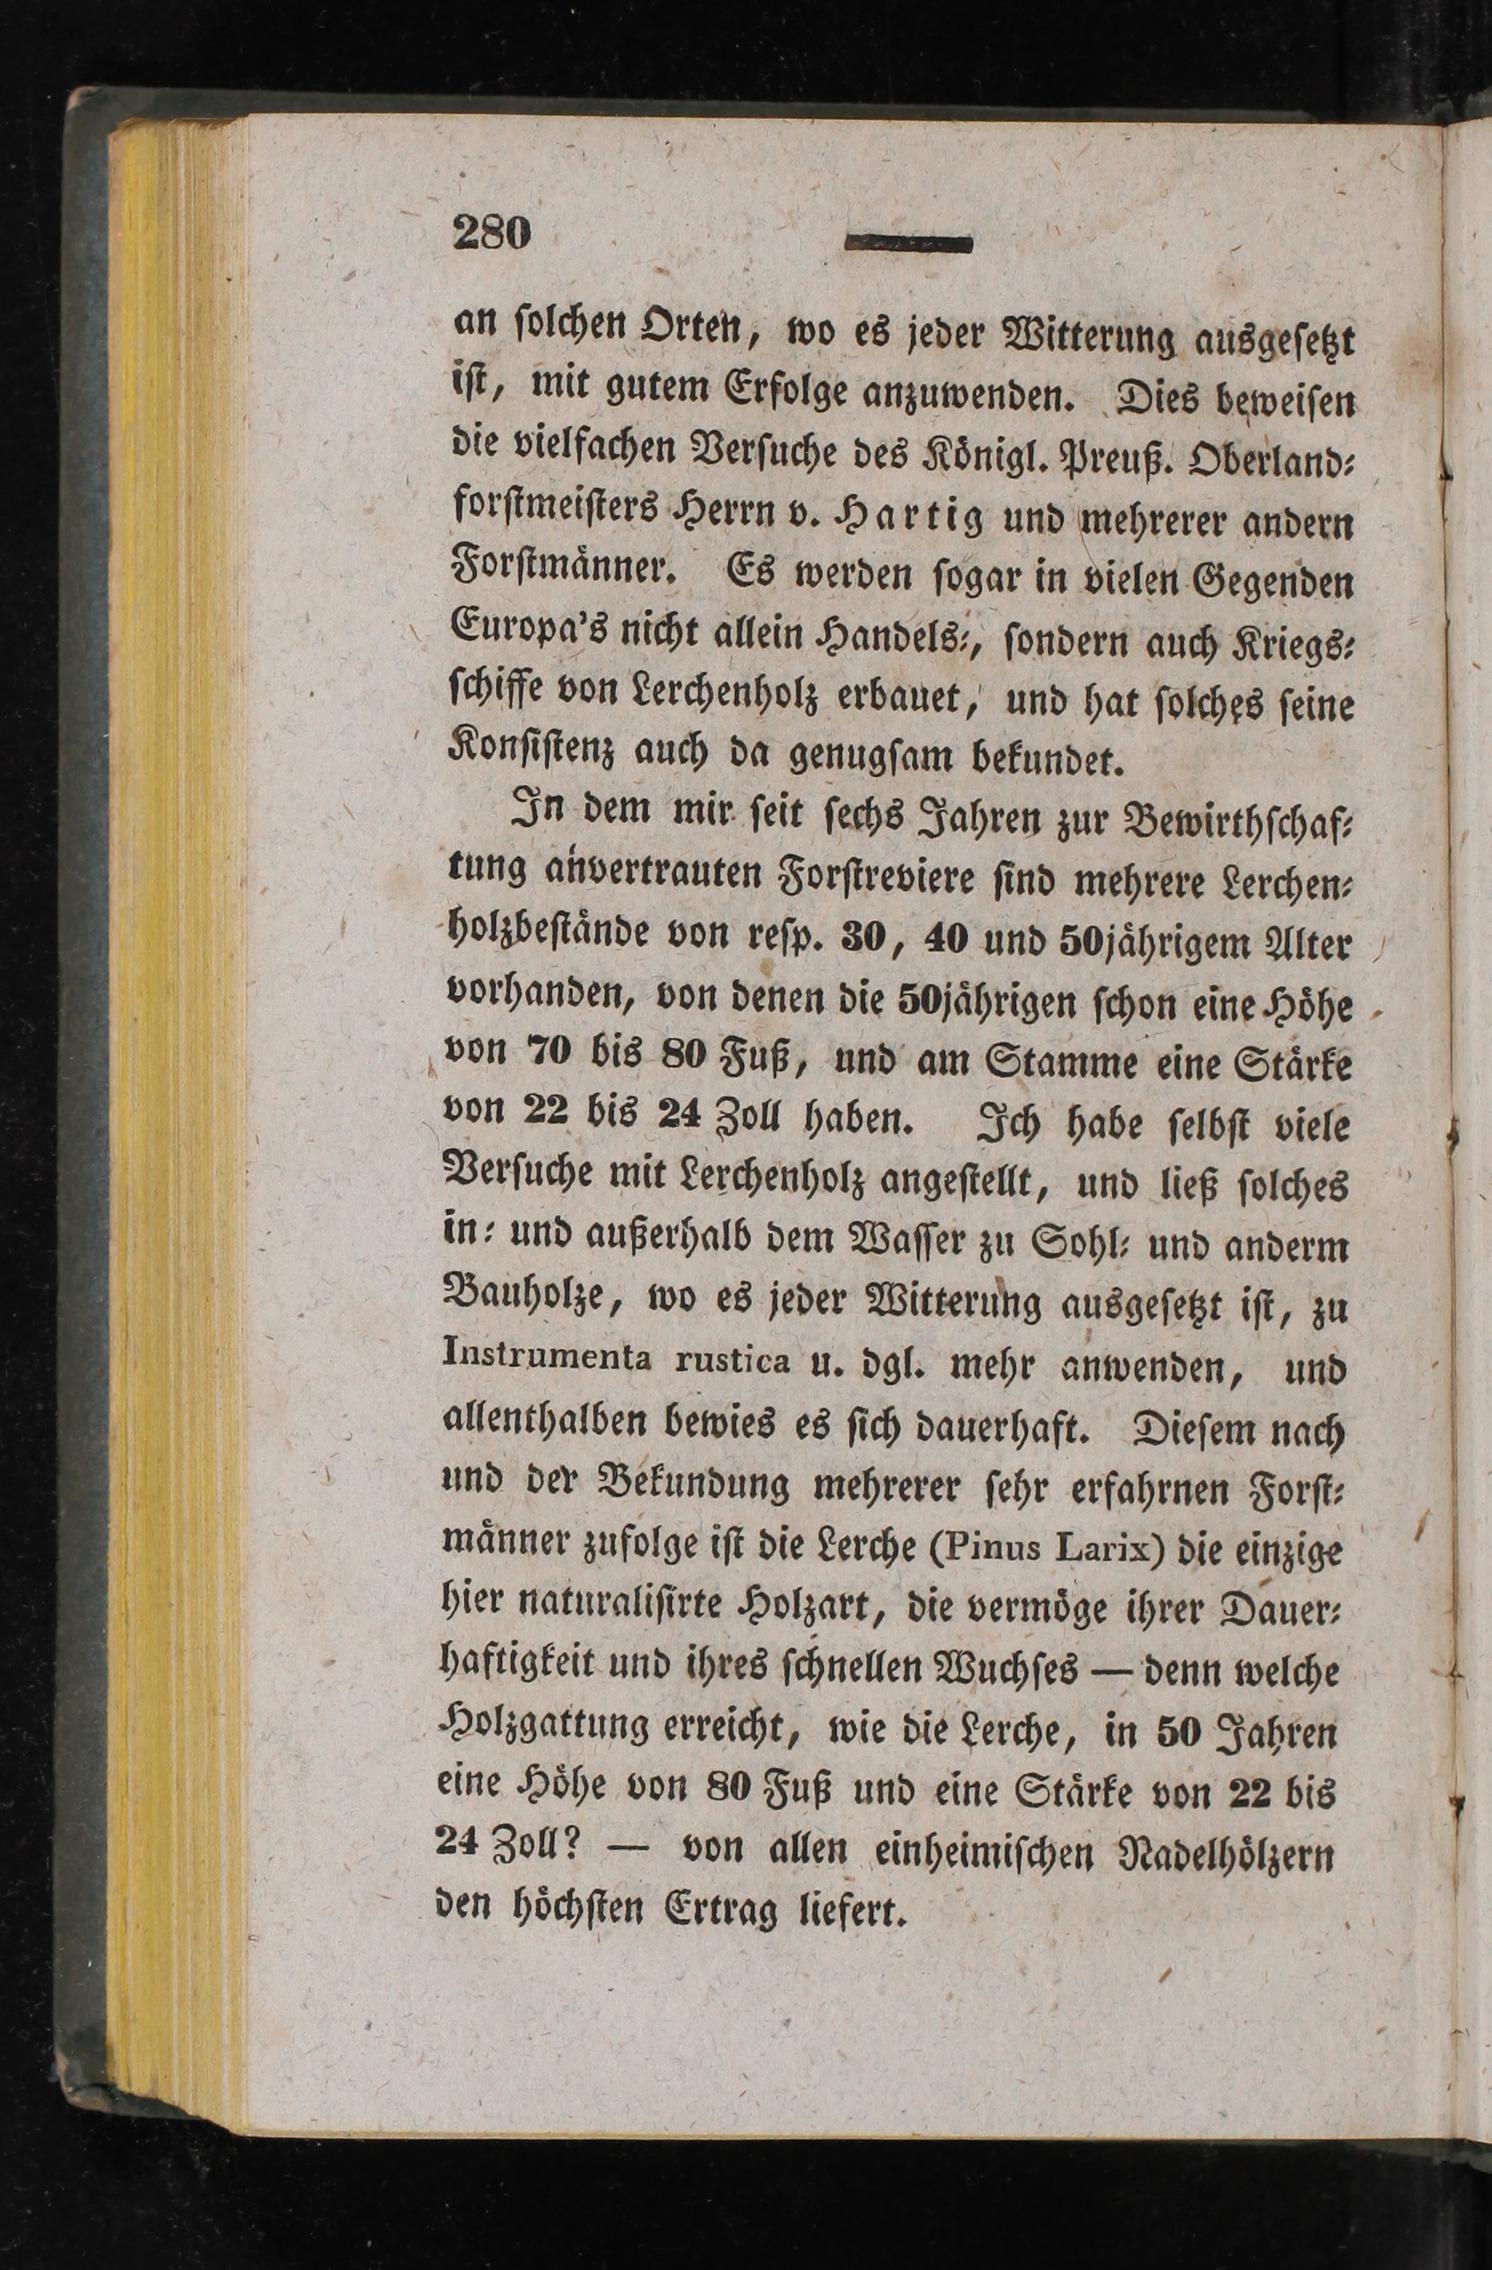 280
an ſolchen Orten, wo es jeder Witterung ausgeſetzt
iſt, mit gutem Erfolge anzuwenden. Dies beweiſen
die vielfachen Verſuche des Königl. Preuß. Oberland⸗
forſtmeiſters Herrn v. Hartig und mehrerer andern
Forſtmänner. Es werden ſogar in vielen Gegenden
Europa's nicht allein Handels⸗, ſondern auch Kriegs⸗
ſchiffe von Lerchenholz erbauet, und hat ſolches ſeine
Konſiſtenz auch da genugſam bekundet.
In dem mir ſeit ſechs Jahren zur Bewirthſchaf⸗
tung anvertrauten Forſtreviere ſind mehrere Lerchen⸗
holzbeſtände von reſp. 30, 40 und 50jährigem Alter
vorhanden, von denen die 50jährigen ſchon eine Höhe
von 70 bis 80 Fuß, und am Stamme eine Stärke
von 22 bis 24 Zoll haben. Ich habe ſelbſt viele
Verſuche mit Lerchenholz angeſtellt, und ließ ſolches
in⸗ und außerhalb dem Waſſer zu Sohl⸗ und anderm
Bauholze, wo es jeder Witterung ausgeſetzt iſt, zu
Instrumenta rustica u. dgl. mehr anwenden, und
allenthalben bewies es ſich dauerhaft. Dieſem nach
und der Bekundung mehrerer ſehr erfahrnen Forſt⸗
männer zufolge iſt die Lerche (Pinus Larix) die einzige
hier naturaliſirte Holzart, die vermöge ihrer Dauer⸗
haftigkeit und ihres ſchnellen Wuchſes — denn welche
Holzgattung erreicht, wie die Lerche, in 50 Jahren
eine Höhe von 80 Fuß und eine Stärke von 22 bis
24 Zoll? — von allen einheimiſchen Nadelhölzern
den höchſten Ertrag liefert.